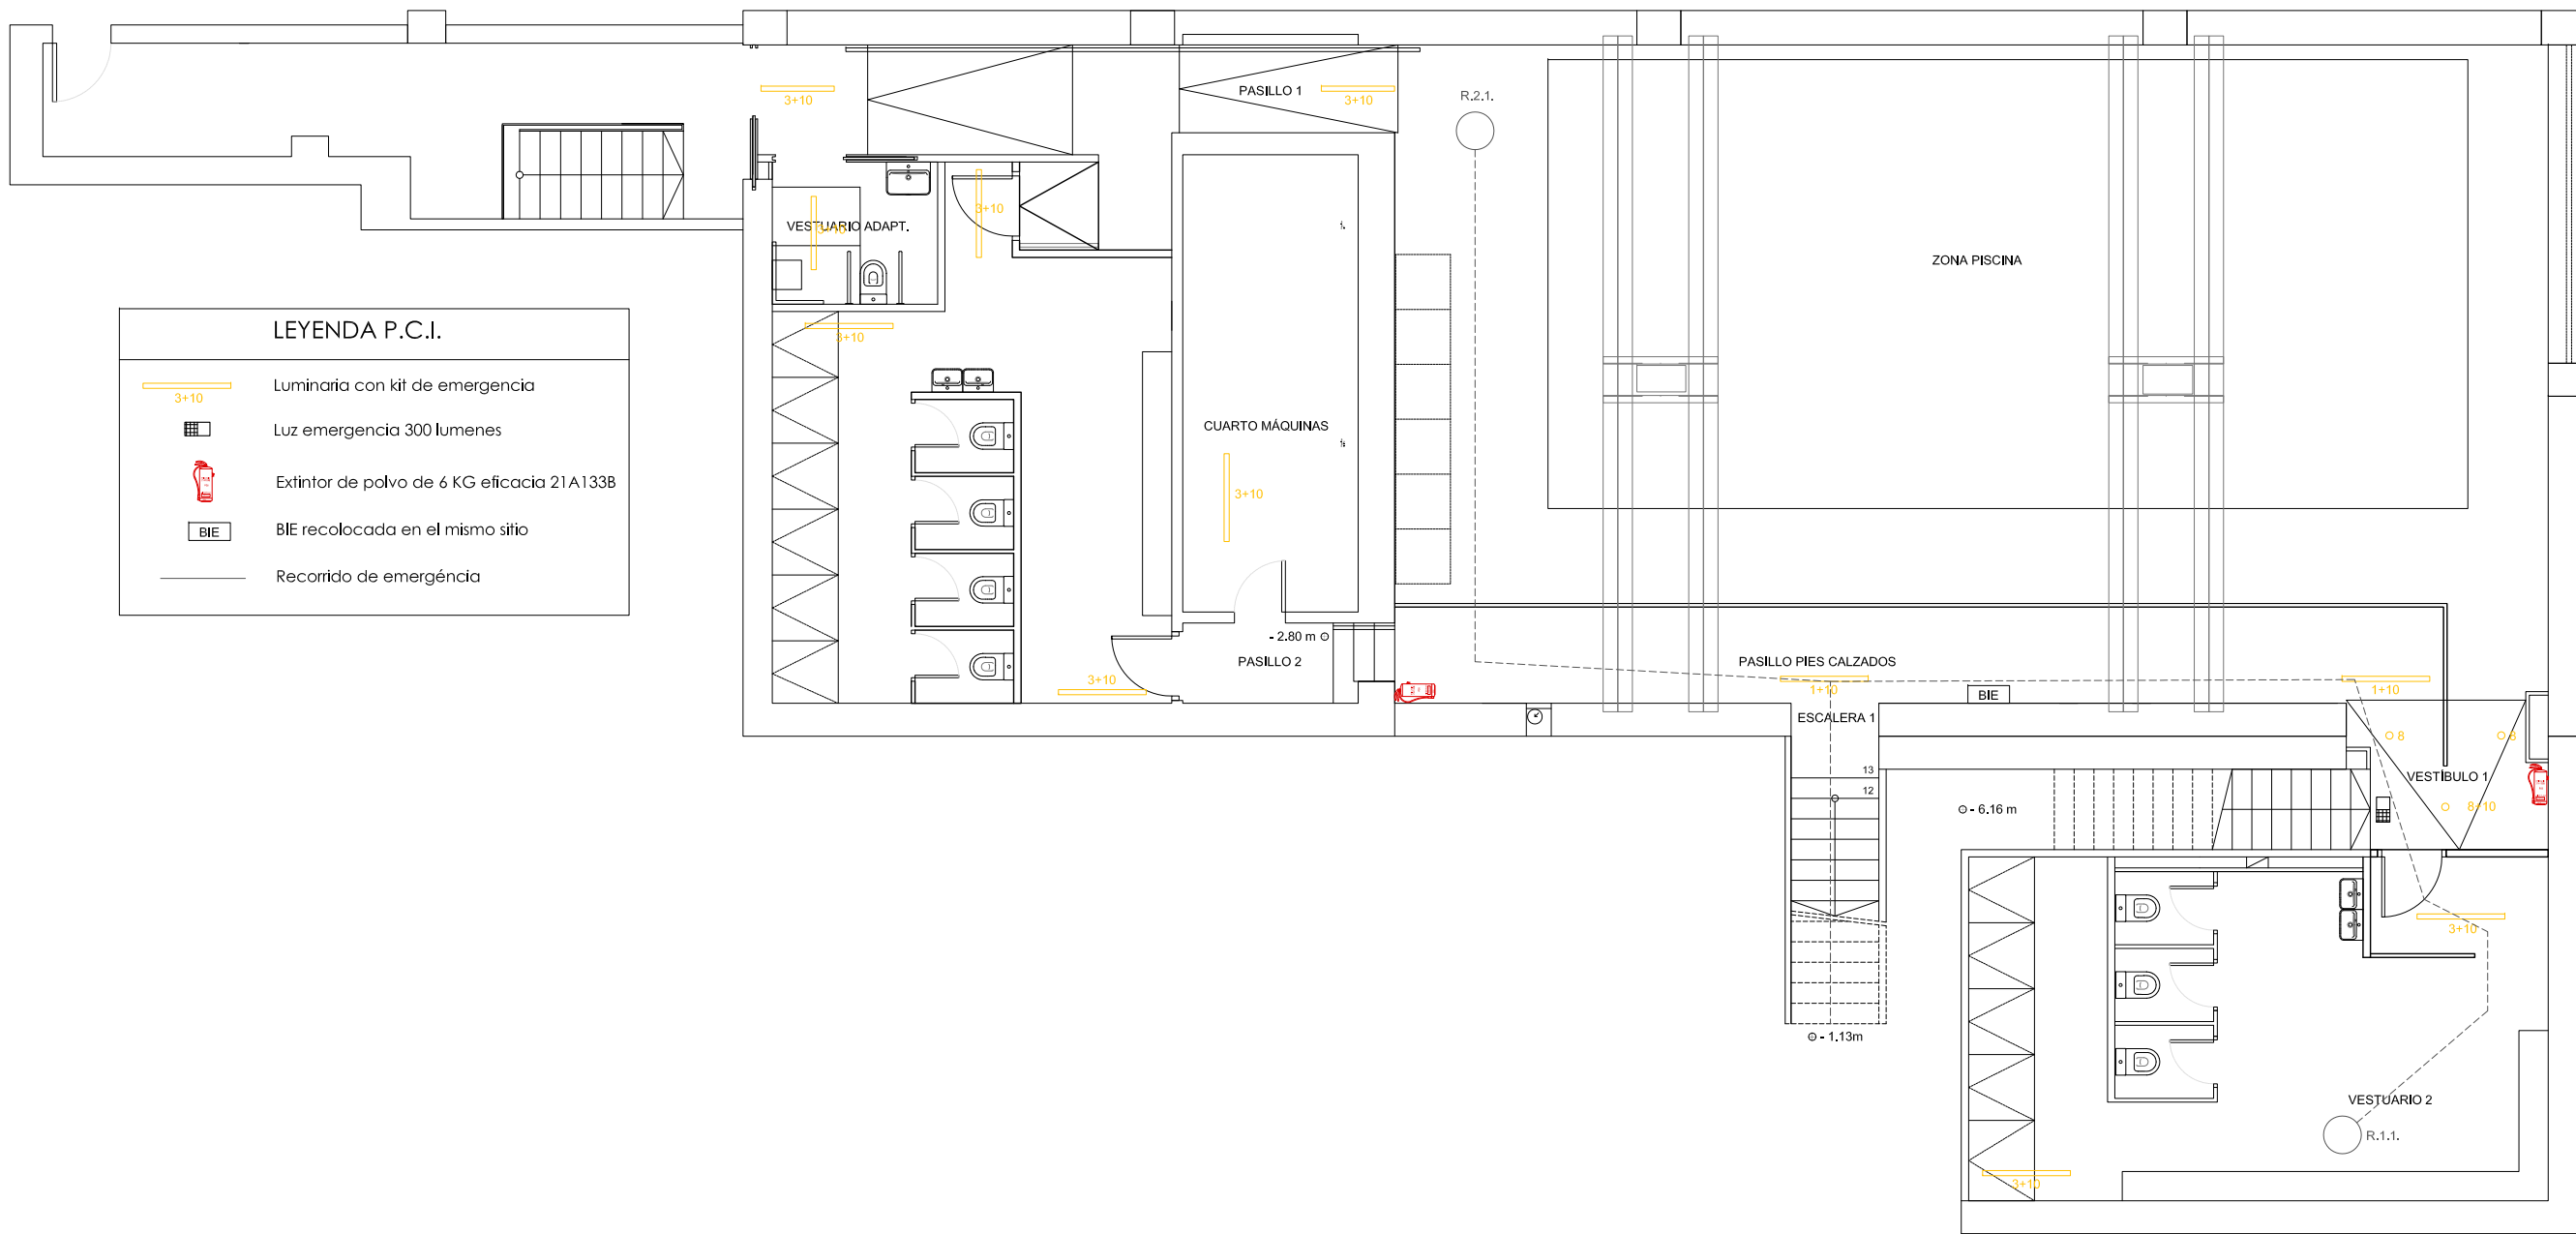 3+10
PASILLO 1
3+10
R.2.1.
3+10
VESTUARIO ADAPT.
3+10
ZONA PISCINA
LEYENDA P.C.I.
3+10
Luminaria con kit de emergencia
Luz emergencia 300 lumenes
Extintor de polvo de 6 KG eficacia 21A133B
BIE
BIE recolocada en el mismo sitio
Recorrido de emergéncia
3+10
CUARTO MÁQUINAS
3+10
- 2.80 m
PASILLO 2
3+10
PASILLO PIES CALZADOS
1+10
BIE
1+10
ESCALERA 1
8
8
13
12
VESTÍBULO 1
- 6.16 m
8+10
3+10
- 1.13m
VESTUARIO 2
R.1.1.
3+10